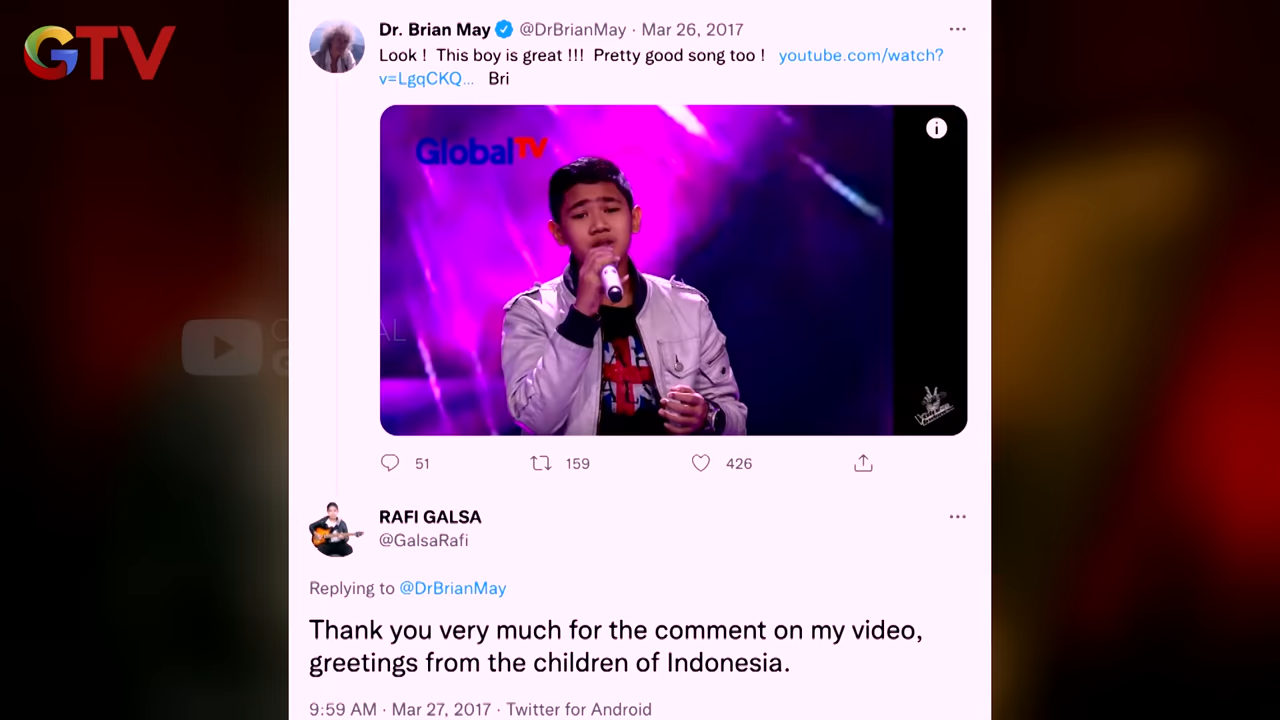 GTV
Dr. Brian May @DrBrianMay · Mar 26, 2017
Look ! This boy is great !!! Pretty good song too ! youtube.com/watch?
v=LgqCKQ... Bri
GlobalTV
51 159 426
RAFI GALSA
@GalsaRafi
Replying to @DrBrianMay
Thank you very much for the comment on my video,
greetings from the children of Indonesia.
9:59 AM · Mar 27, 2017 · Twitter for Android